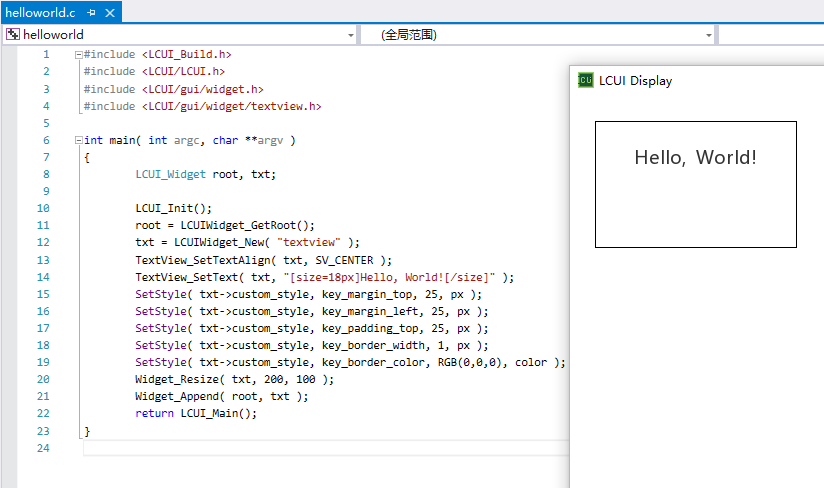 helloworld.c
helloworld
(全局范围)
1 #include <LCUI_Build.h>
2 #include <LCUI/LCUI.h>
3 #include <LCUI/gui/widget.h>
4 #include <LCUI/gui/widget/textview.h>
5
6 int main( int argc, char **argv )
7 {
8 LCUI_Widget root, txt;
9
10 LCUI_Init();
11 root = LCUIWidget_GetRoot();
12 txt = LCUIWidget_New( "textview" );
13 TextView_SetTextAlign( txt, SV_CENTER );
14 TextView_SetText( txt, "[size=18px]Hello, World![/size]" );
15 SetStyle( txt->custom_style, key_margin_top, 25, px );
16 SetStyle( txt->custom_style, key_margin_left, 25, px );
17 SetStyle( txt->custom_style, key_padding_top, 25, px );
18 SetStyle( txt->custom_style, key_border_width, 1, px );
19 SetStyle( txt->custom_style, key_border_color, RGB(0,0,0), color );
20 Widget_Resize( txt, 200, 100 );
21 Widget_Append( root, txt );
22 return LCUI_Main();
23 }
24
LCUI Display
Hello, World!